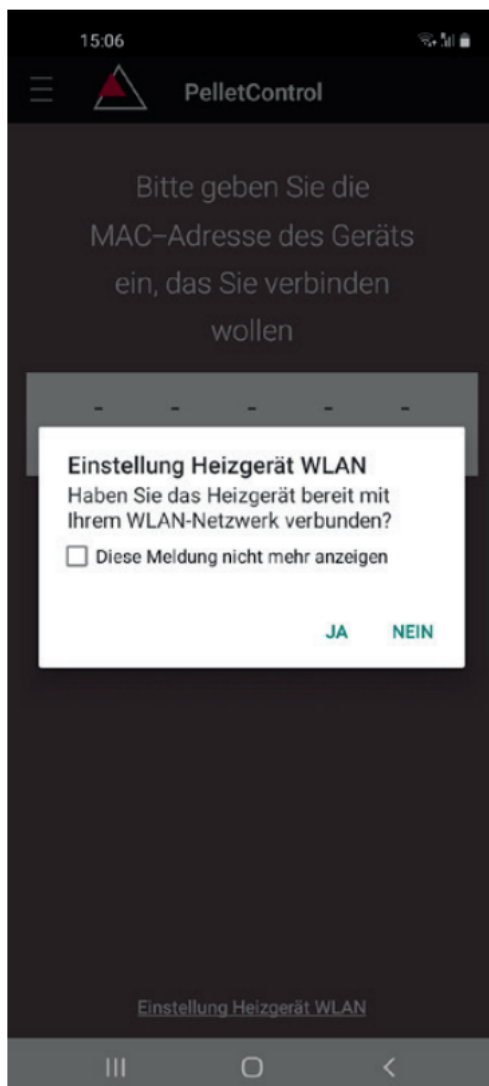 15:06
PelletControl
Bitte geben Sie die
MAC–Adresse des Geräts
ein, das Sie verbinden
wollen
- - - - -
Einstellung Heizgerät WLAN
Haben Sie das Heizgerät bereit mit
Ihrem WLAN-Netzwerk verbunden?
Diese Meldung nicht mehr anzeigen
JA NEIN
Einstellung Heizgerät WLAN